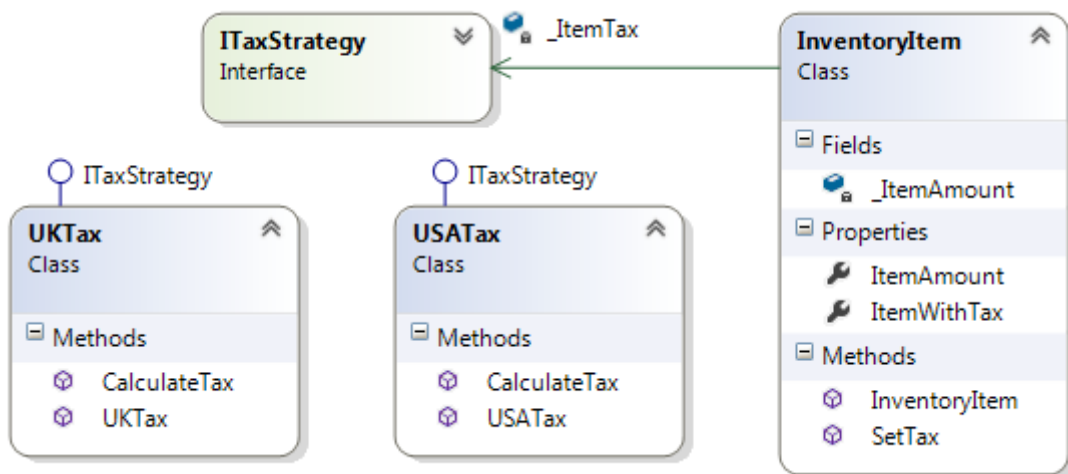 ITaxStrategy
Interface
_ItemTax
InventoryItem
Class
Fields
_ItemAmount
Properties
ItemAmount
ItemWithTax
Methods
InventoryItem
SetTax
ITaxStrategy
UKTax
Class
Methods
CalculateTax
UKTax
ITaxStrategy
USATax
Class
Methods
CalculateTax
USATax